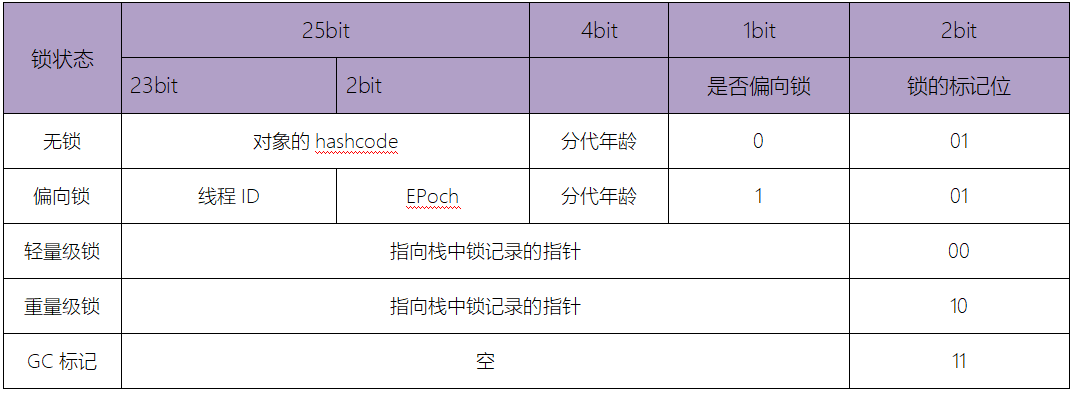 锁状态 25bit 4bit 1bit 2bit
23bit 2bit 是否偏向锁 锁的标记位
无锁 对象的 hashcode 分代年龄 0 01
偏向锁 线程 ID EPoch 分代年龄 1 01
轻量级锁 指向栈中锁记录的指针 00
重量级锁 指向栈中锁记录的指针 10
GC 标记 空 11